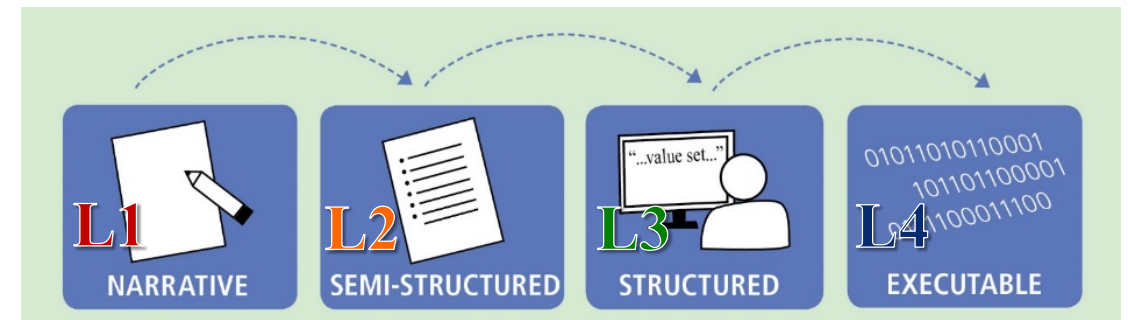 L1
NARRATIVE
L2
SEMI-STRUCTURED
"...value set..."
L3
STRUCTURED
01011010110001
101101100001
L4
1100011100
EXECUTABLE